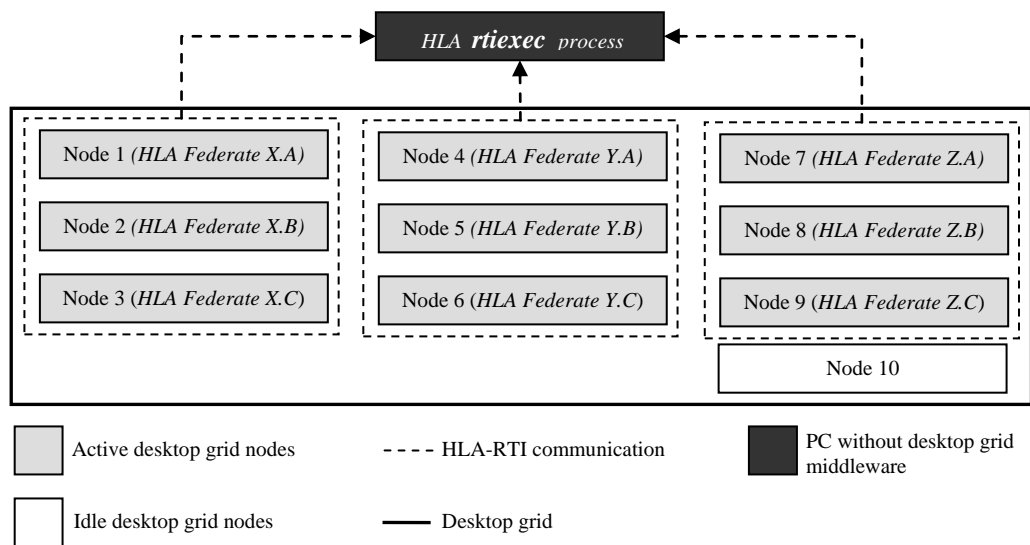 HLA rtiexec process
Node 1 (HLA Federate X.A)
Node 2 (HLA Federate X.B)
Node 3 (HLA Federate X.C)
Node 4 (HLA Federate Y.A)
Node 5 (HLA Federate Y.B)
Node 6 (HLA Federate Y.C)
Node 7 (HLA Federate Z.A)
Node 8 (HLA Federate Z.B)
Node 9 (HLA Federate Z.C)
Node 10
Active desktop grid nodes
HLA-RTI communication
PC without desktop grid
middleware
Idle desktop grid nodes
Desktop grid